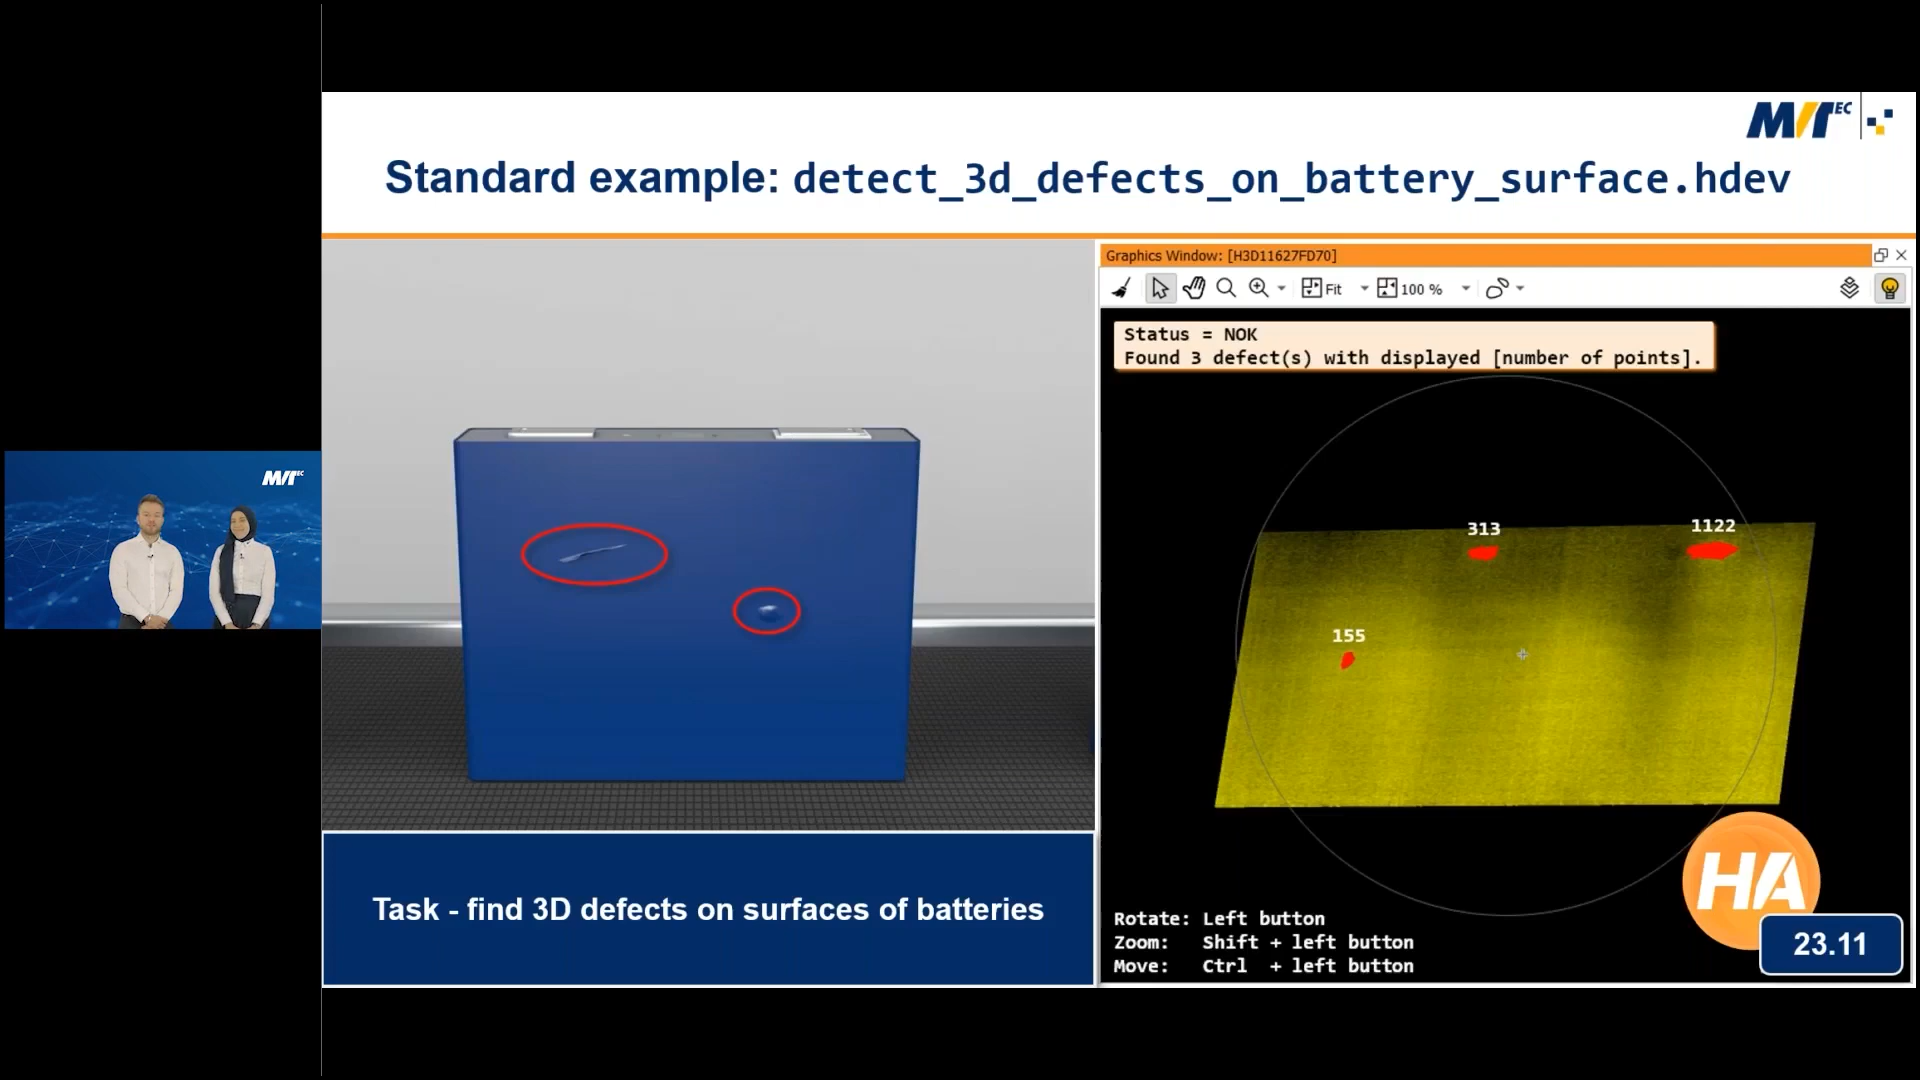 MVTEC
MVTEC
Standard example: detect_3d_defects_on_battery_surface.hdev
Graphics Window: [H3D11627FD70]
Fit
100 %
Status = NOK
Found 3 defect(s) with displayed [number of points].
313
1122
155
Task - find 3D defects on surfaces of batteries
HA
23.11
Rotate: Left button
Zoom:   Shift + left button
Move:   Ctrl  + left button